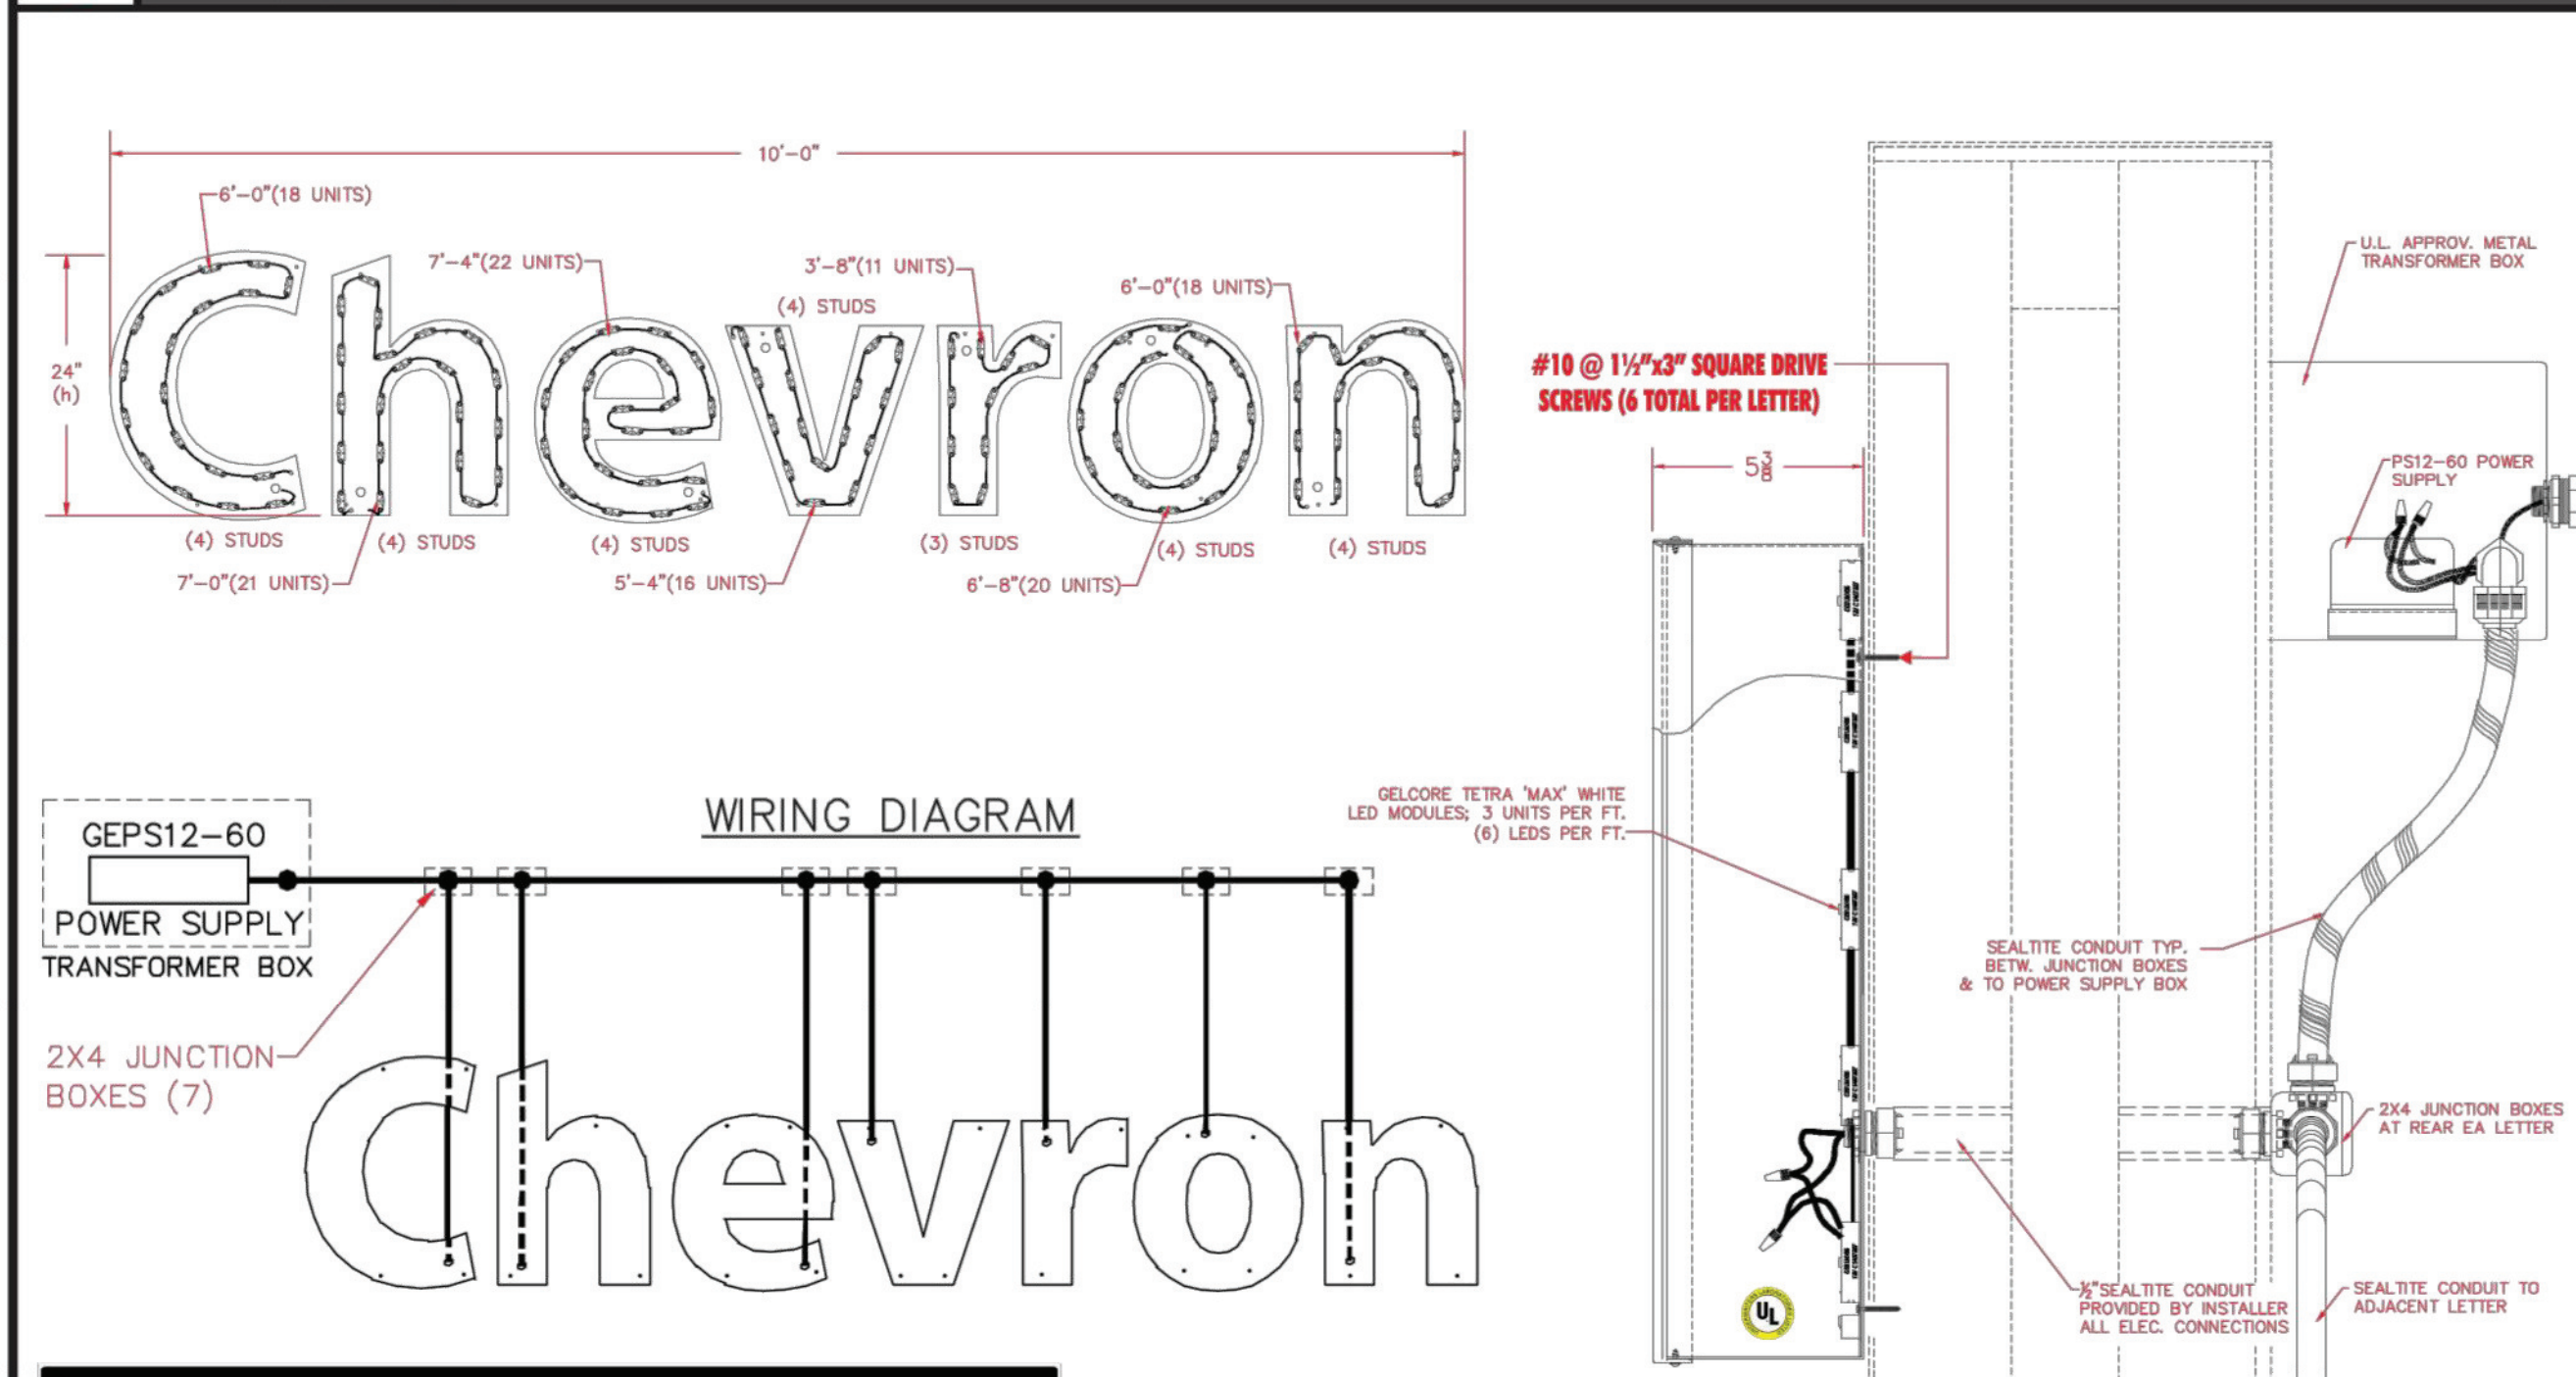 10'-0"
6'-0"(18 UNITS)
7'-4"(22 UNITS)
3'-8"(11 UNITS)
(4) STUDS
6'-0"(18 UNITS)
24"
(h)
Chevron
(4) STUDS
(4) STUDS
(4) STUDS
(3) STUDS
(4) STUDS
(4) STUDS
7'-0"(21 UNITS)
5'-4"(16 UNITS)
6'-8"(20 UNITS)
WIRING DIAGRAM
GEPS12-60
POWER SUPPLY
TRANSFORMER BOX
2X4 JUNCTION
BOXES (7)
Chevron
U.L. APPROV. METAL
TRANSFORMER BOX
#10 @ 1½"x3" SQUARE DRIVE
SCREWS (6 TOTAL PER LETTER)
5 3/8
PS12-60 POWER
SUPPLY
GELCORE TETRA 'MAX' WHITE
LED MODULES; 3 UNITS PER FT.
(6) LEDS PER FT.
SEALTITE CONDUIT TYP.
BETW. JUNCTION BOXES
& TO POWER SUPPLY BOX
2X4 JUNCTION BOXES
AT REAR EA LETTER
½"SEALTITE CONDUIT
PROVIDED BY INSTALLER
ALL ELEC. CONNECTIONS
SEALTITE CONDUIT TO
ADJACENT LETTER
UL